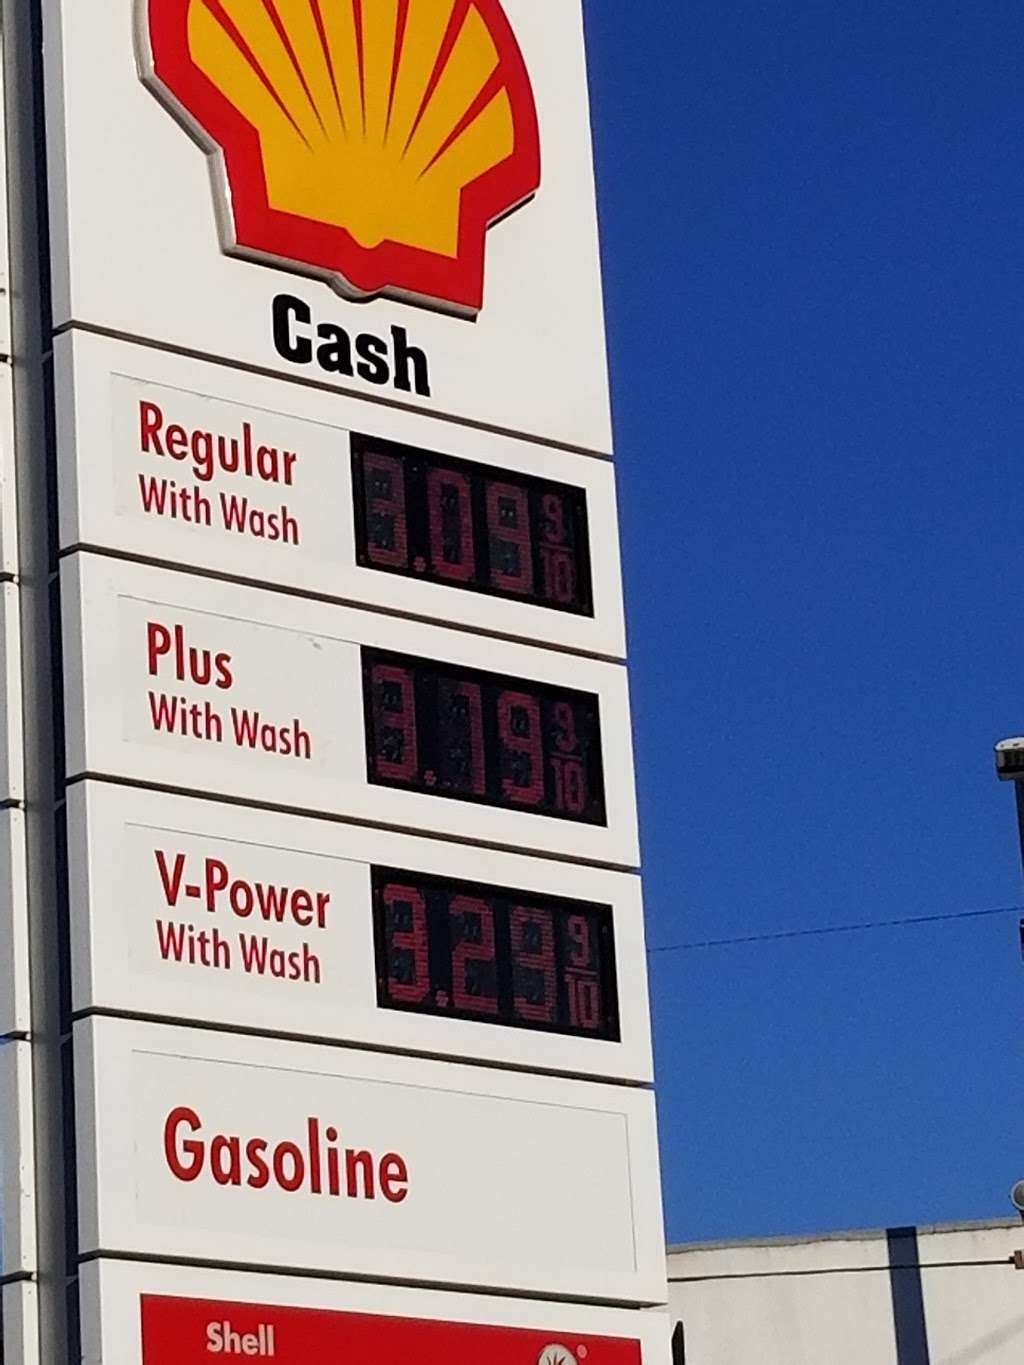 Cash
Regular
With Wash
3.09 9/10
Plus
With Wash
3.19 9/10
V-Power
With Wash
3.29 9/10
Gasoline
Shell